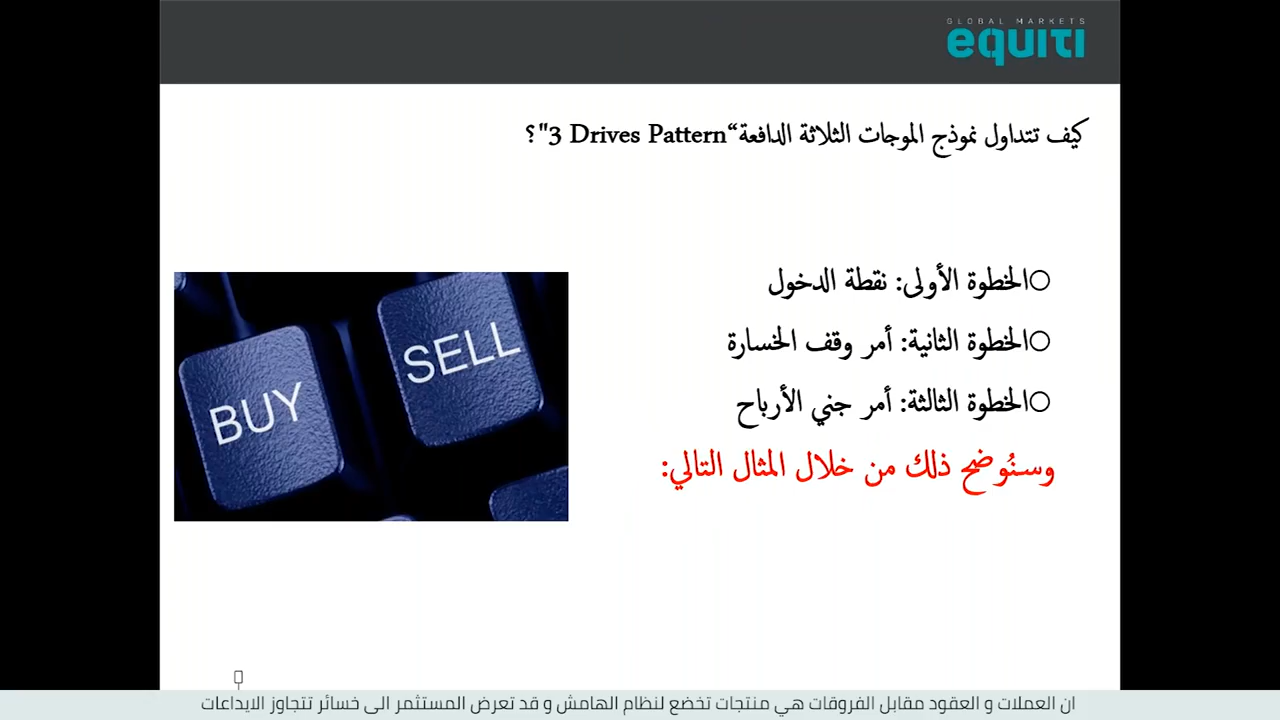 GLOBAL MARKETS
equiti
كيف تتداول نموذج الموجات الثلاثة الدافعة“3 Drives Pattern"؟
الخطوة الأولى: نقطة الدخول
الخطوة الثانية: أمر وقف الخسارة
الخطوة الثالثة: أمر جني الأرباح
وسنُوضح ذلك من خلال المثال التالي:
SELL
BUY
ان العملات و العقود مقابل الفروقات هي منتجات تخضع لنظام الهامش و قد تعرض المستثمر الى خسائر تتجاوز الايداعات